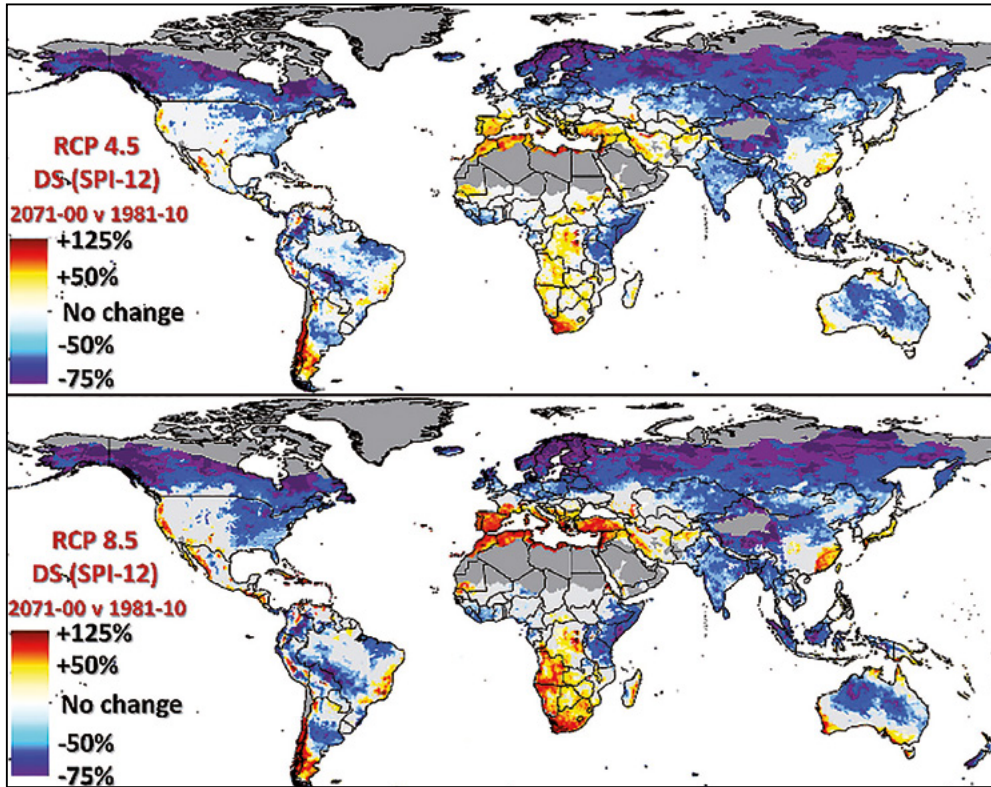 RCP 4.5
DS (SPI-12)
2071-00 v 1981-10
+125%
+50%
No change
-50%
-75%
RCP 8.5
DS (SPI-12)
2071-00 v 1981-10
+125%
+50%
No change
-50%
-75%